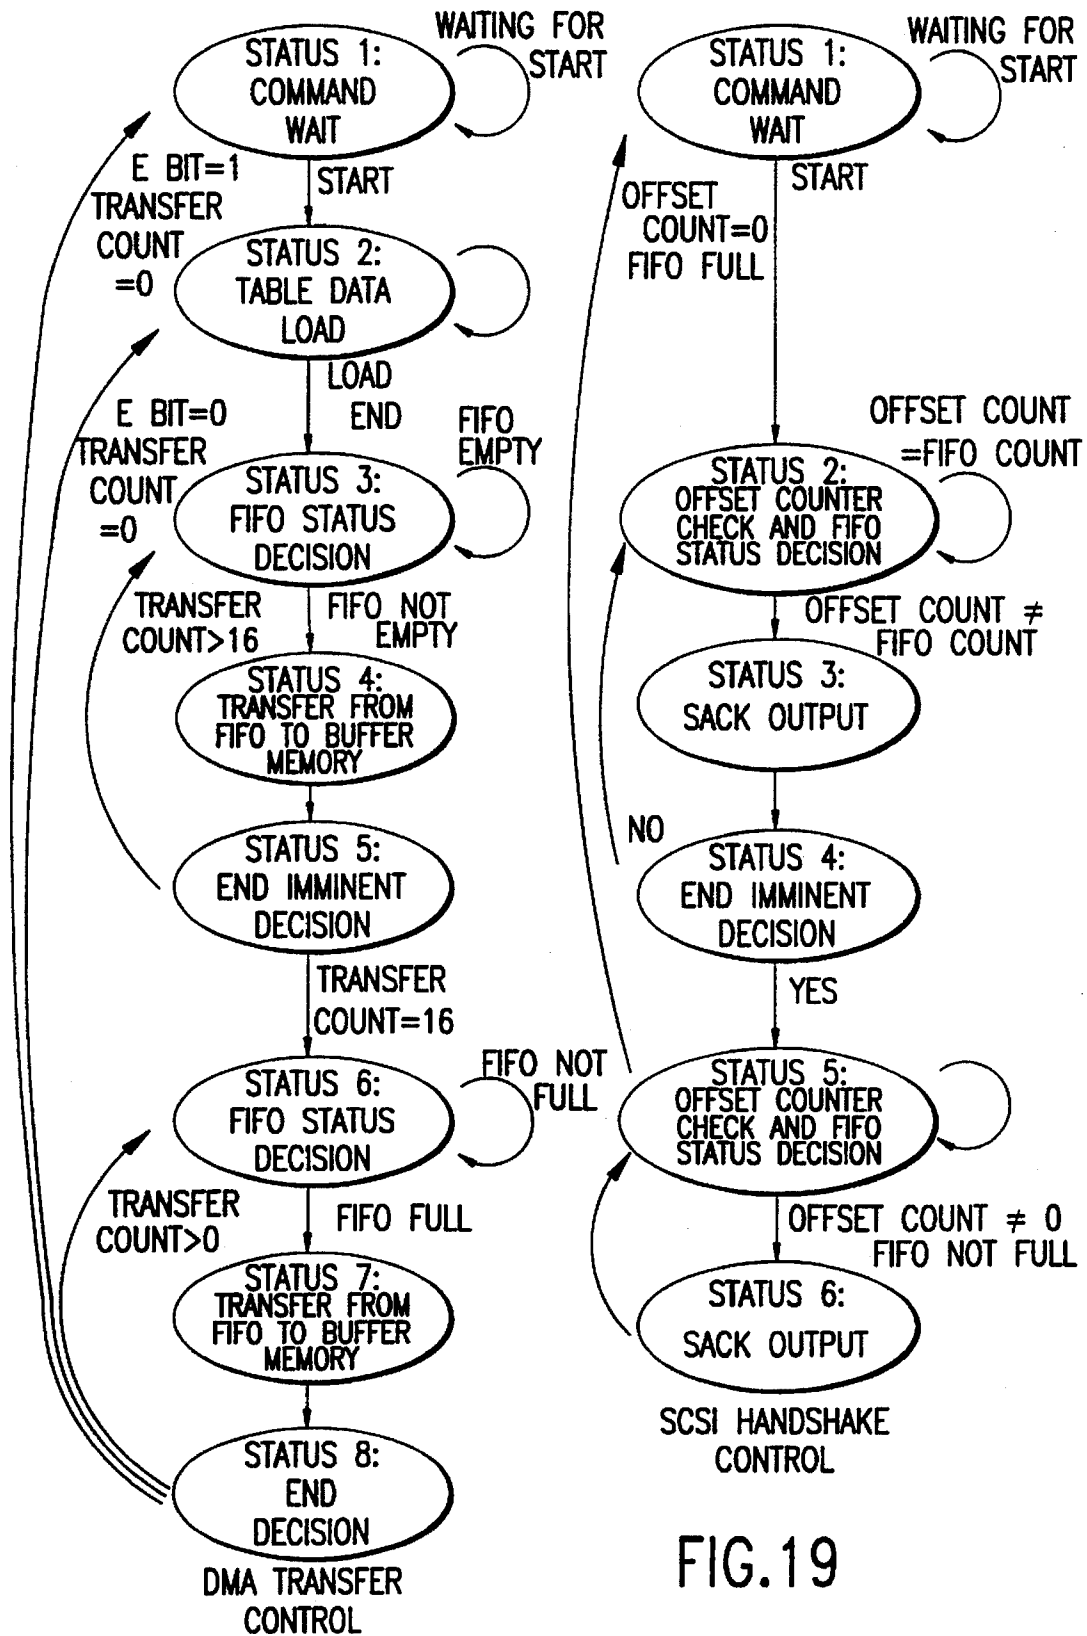 STATUS 1:
COMMAND
WAIT
WAITING FOR
START
START
E BIT=1
TRANSFER
COUNT
=0
STATUS 2:
TABLE DATA
LOAD
LOAD
END
E BIT=0
TRANSFER
COUNT
=0
STATUS 3:
FIFO STATUS
DECISION
FIFO
EMPTY
TRANSFER
COUNT>16
FIFO NOT
EMPTY
STATUS 4:
TRANSFER FROM
FIFO TO BUFFER
MEMORY
STATUS 5:
END IMMINENT
DECISION
TRANSFER
COUNT=16
STATUS 6:
FIFO STATUS
DECISION
FIFO NOT
FULL
TRANSFER
COUNT>0
FIFO FULL
STATUS 7:
TRANSFER FROM
FIFO TO BUFFER
MEMORY
STATUS 8:
END
DECISION
DMA TRANSFER
CONTROL
STATUS 1:
COMMAND
WAIT
WAITING FOR
START
START
OFFSET
COUNT=0
FIFO FULL
STATUS 2:
OFFSET COUNTER
CHECK AND FIFO
STATUS DECISION
OFFSET COUNT
=FIFO COUNT
OFFSET COUNT ≠
FIFO COUNT
STATUS 3:
SACK OUTPUT
NO
STATUS 4:
END IMMINENT
DECISION
YES
STATUS 5:
OFFSET COUNTER
CHECK AND FIFO
STATUS DECISION
OFFSET COUNT ≠ 0
FIFO NOT FULL
STATUS 6:
SACK OUTPUT
SCSI HANDSHAKE
CONTROL
FIG.19